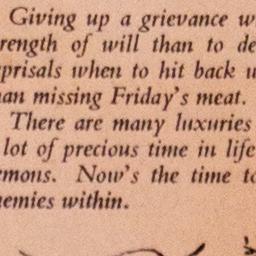 Giving up a grievance w
rength of will than to de
prisals when to hit back u
an missing Friday's meat.
There are many luxuries
lot of precious time in life
mons. Now's the time to
emies within.